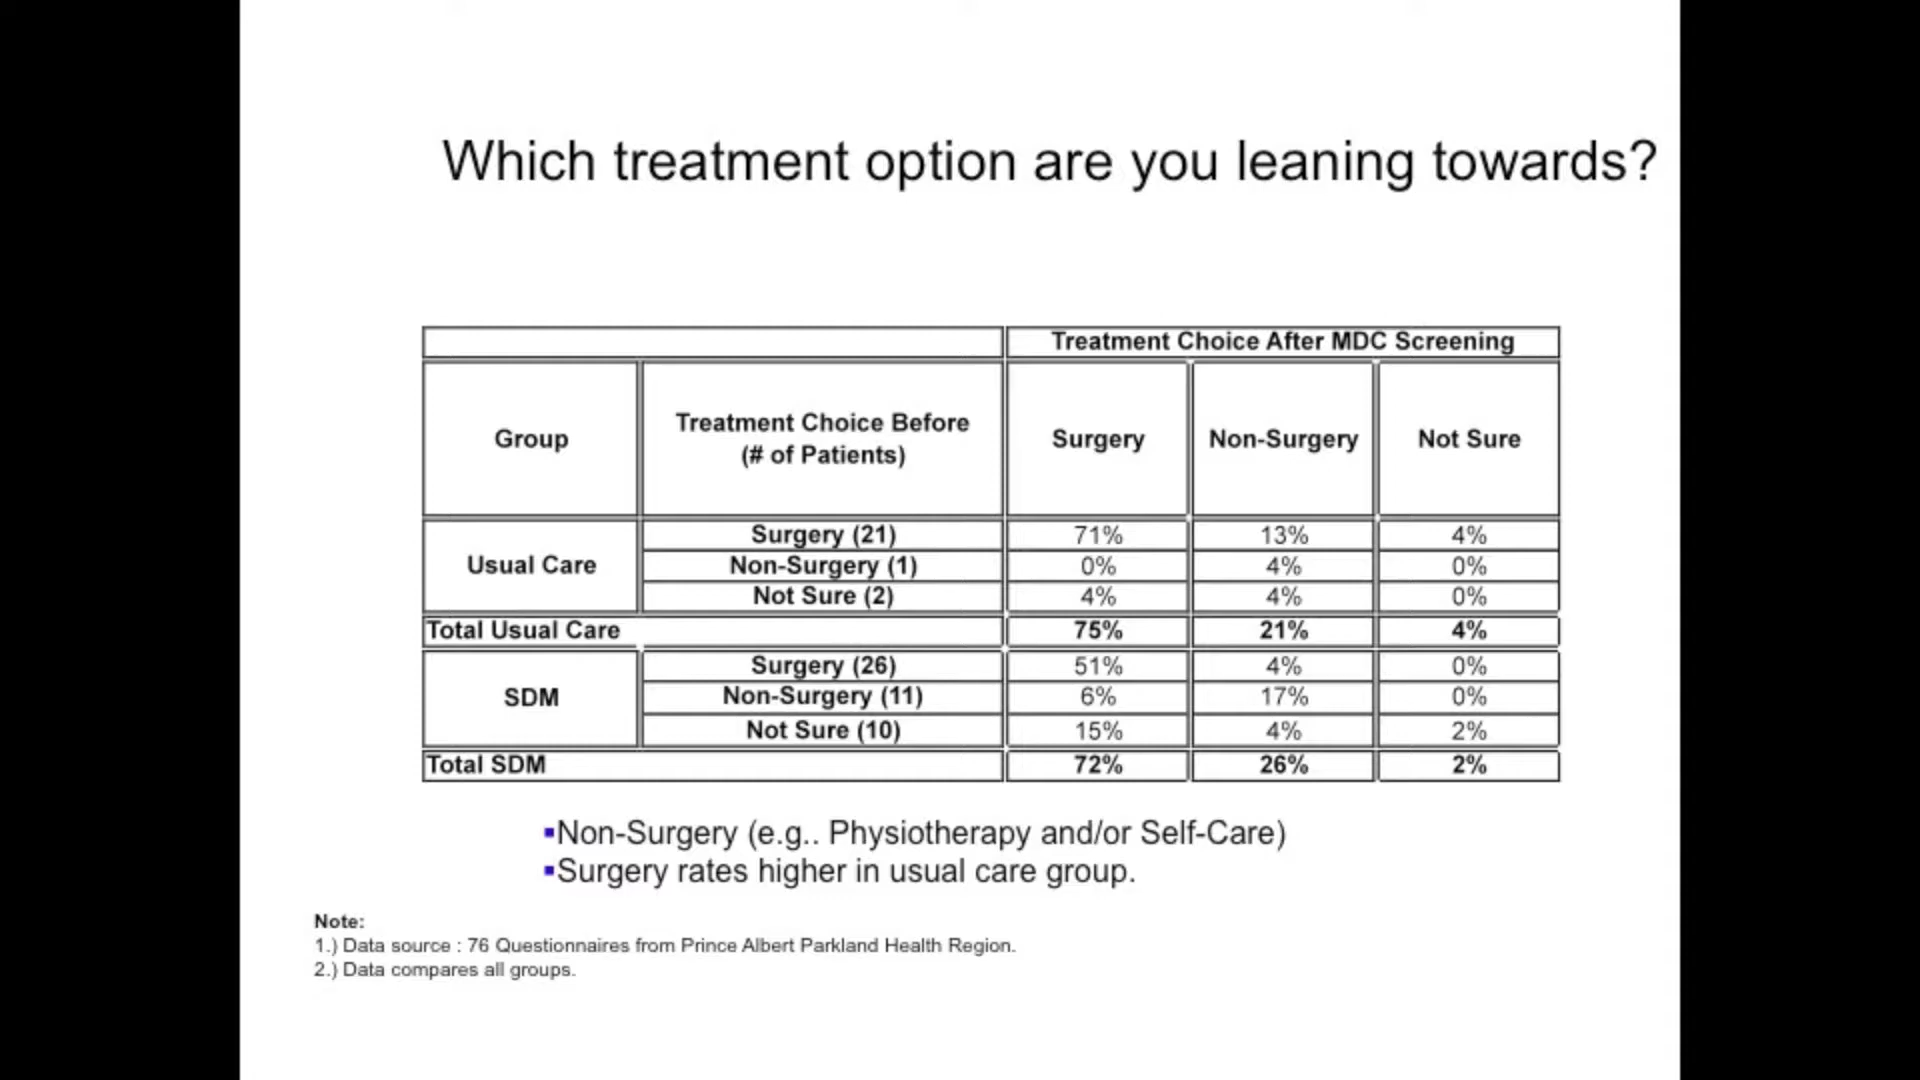 Which treatment option are you leaning towards?
Treatment Choice After MDC Screening
Group
Treatment Choice Before
(# of Patients)
Surgery
Non-Surgery
Not Sure
Usual Care
Surgery (21) 71% 13% 4%
Non-Surgery (1) 0% 4% 0%
Not Sure (2) 4% 4% 0%
Total Usual Care 75% 21% 4%
SDM
Surgery (26) 51% 4% 0%
Non-Surgery (11) 6% 17% 0%
Not Sure (10) 15% 4% 2%
Total SDM 72% 26% 2%
▪Non-Surgery (e.g.. Physiotherapy and/or Self-Care)
▪Surgery rates higher in usual care group.
Note:
1.) Data source : 76 Questionnaires from Prince Albert Parkland Health Region.
2.) Data compares all groups.